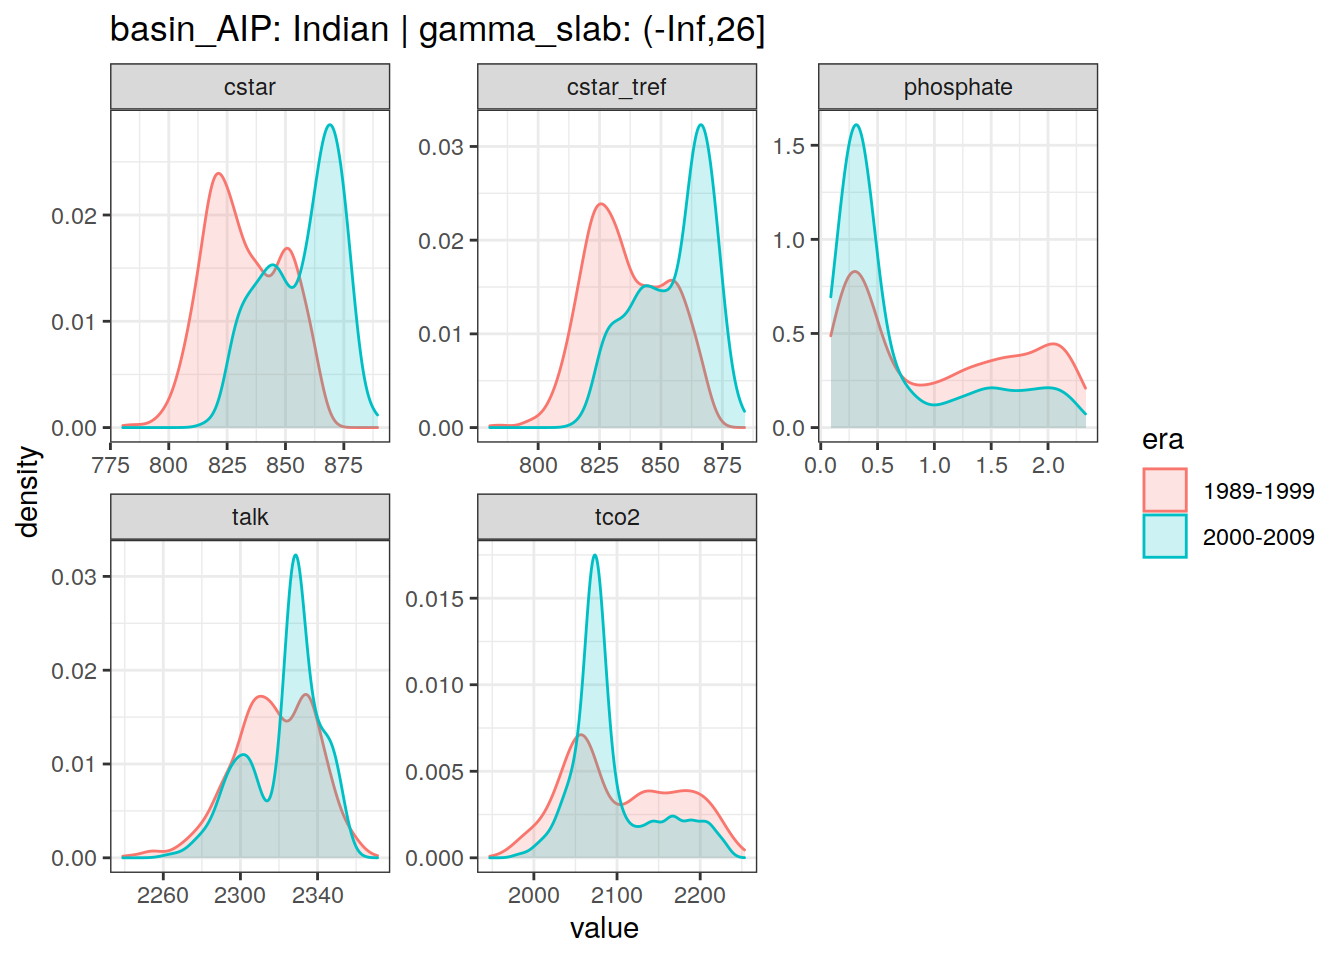 basin_AIP: Indian | gamma_slab: (-Inf,26]
cstar
cstar_tref
phosphate
0.00
0.01
0.02
775 800 825 850 875
0.00
0.01
0.02
0.03
800 825 850 875
0.0
0.5
1.0
1.5
0.0 0.5 1.0 1.5 2.0
density
talk
tco2
0.00
0.01
0.02
0.03
2260 2300 2340
0.000
0.005
0.010
0.015
2000 2100 2200
value
era
1989-1999
2000-2009